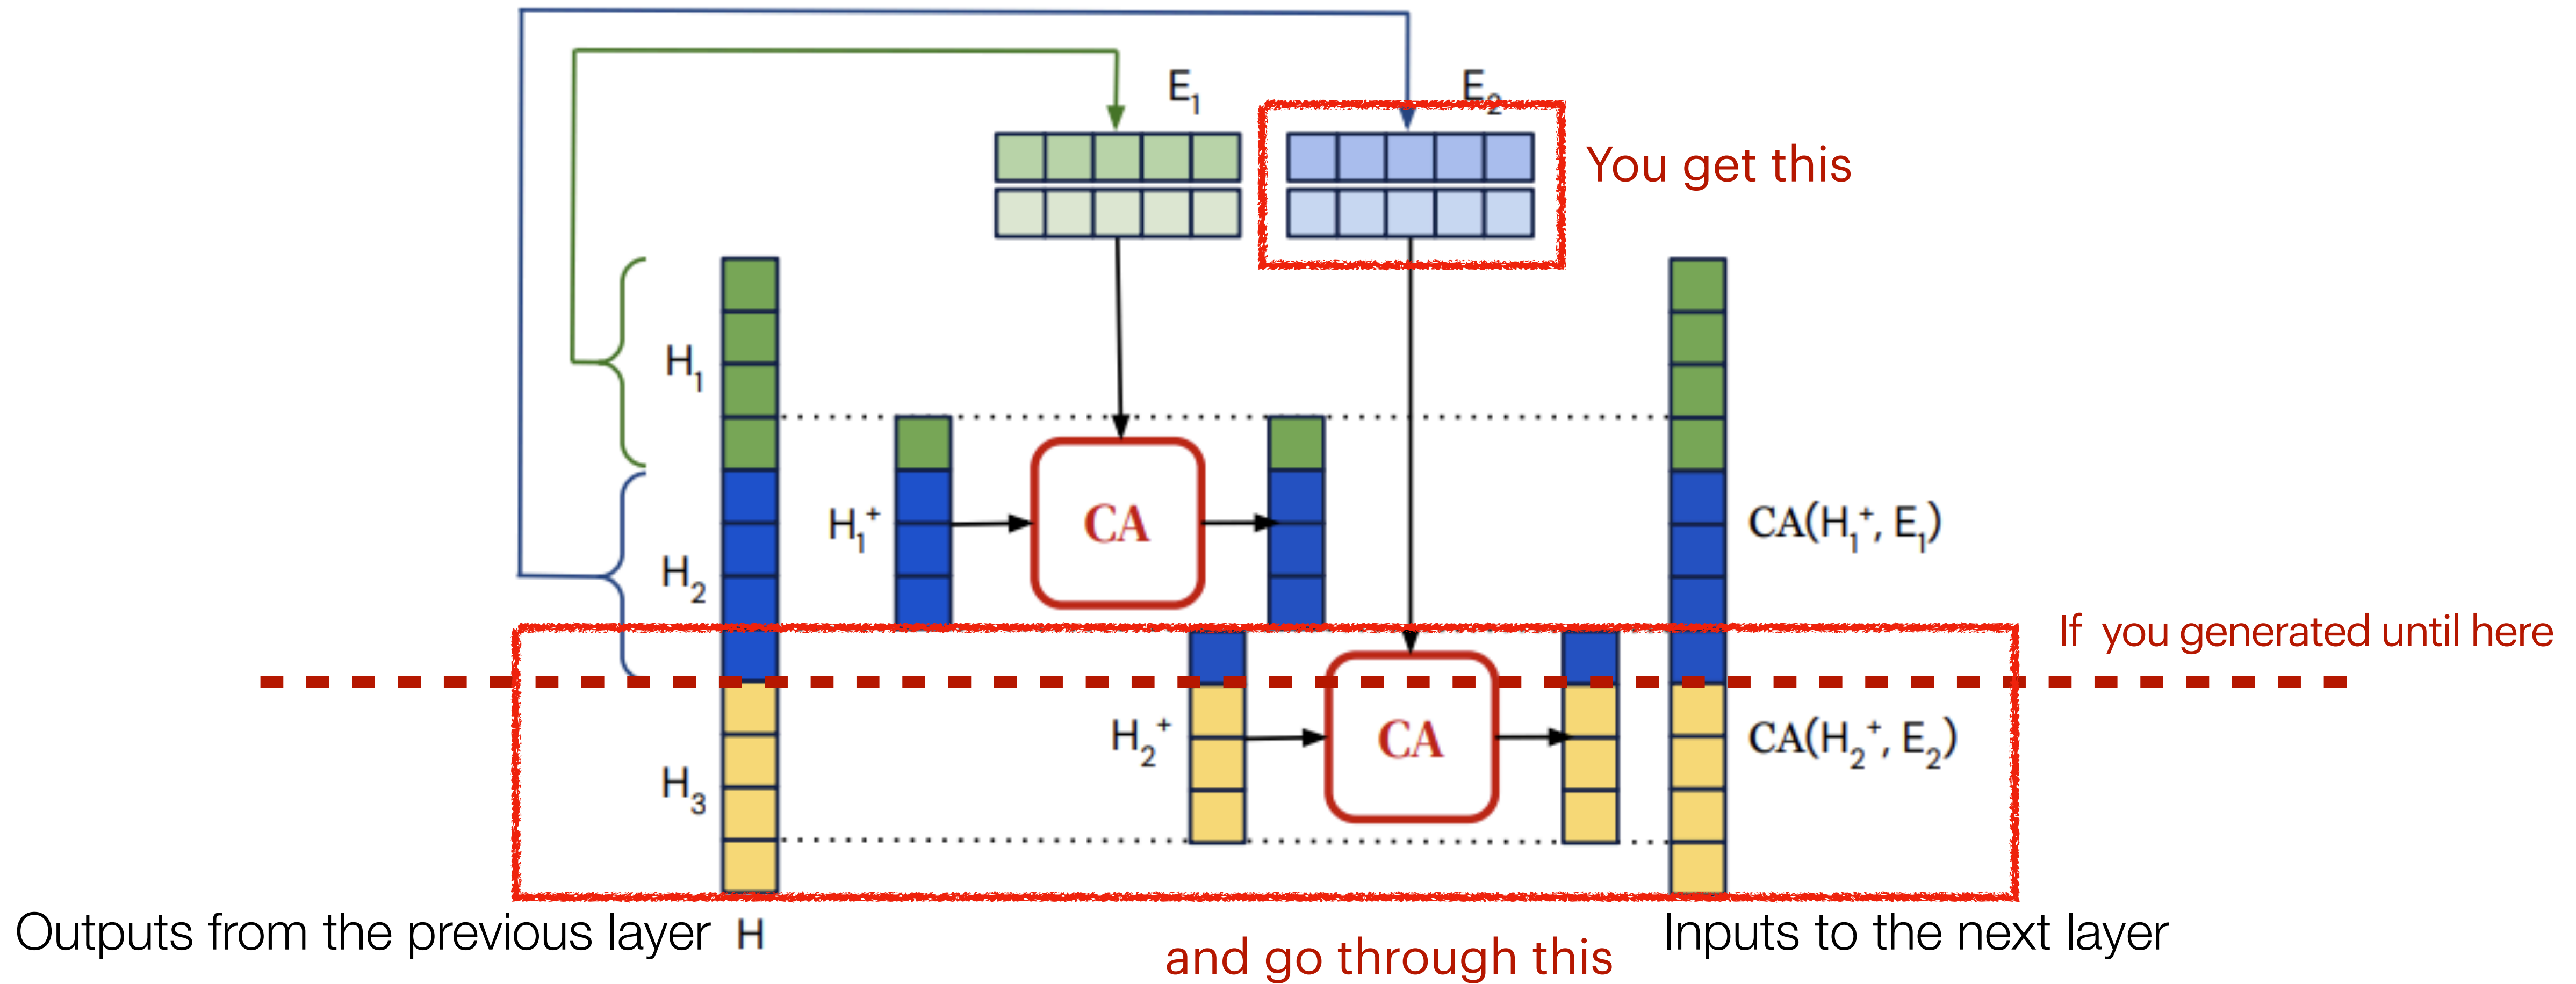 E₁
E₂
You get this
H₁
H₁⁺
CA
CA(H₁⁺, E₁)
H₂
If you generated until here
H₂⁺
CA
CA(H₂⁺, E₂)
H₃
Outputs from the previous layer H
Inputs to the next layer
and go through this